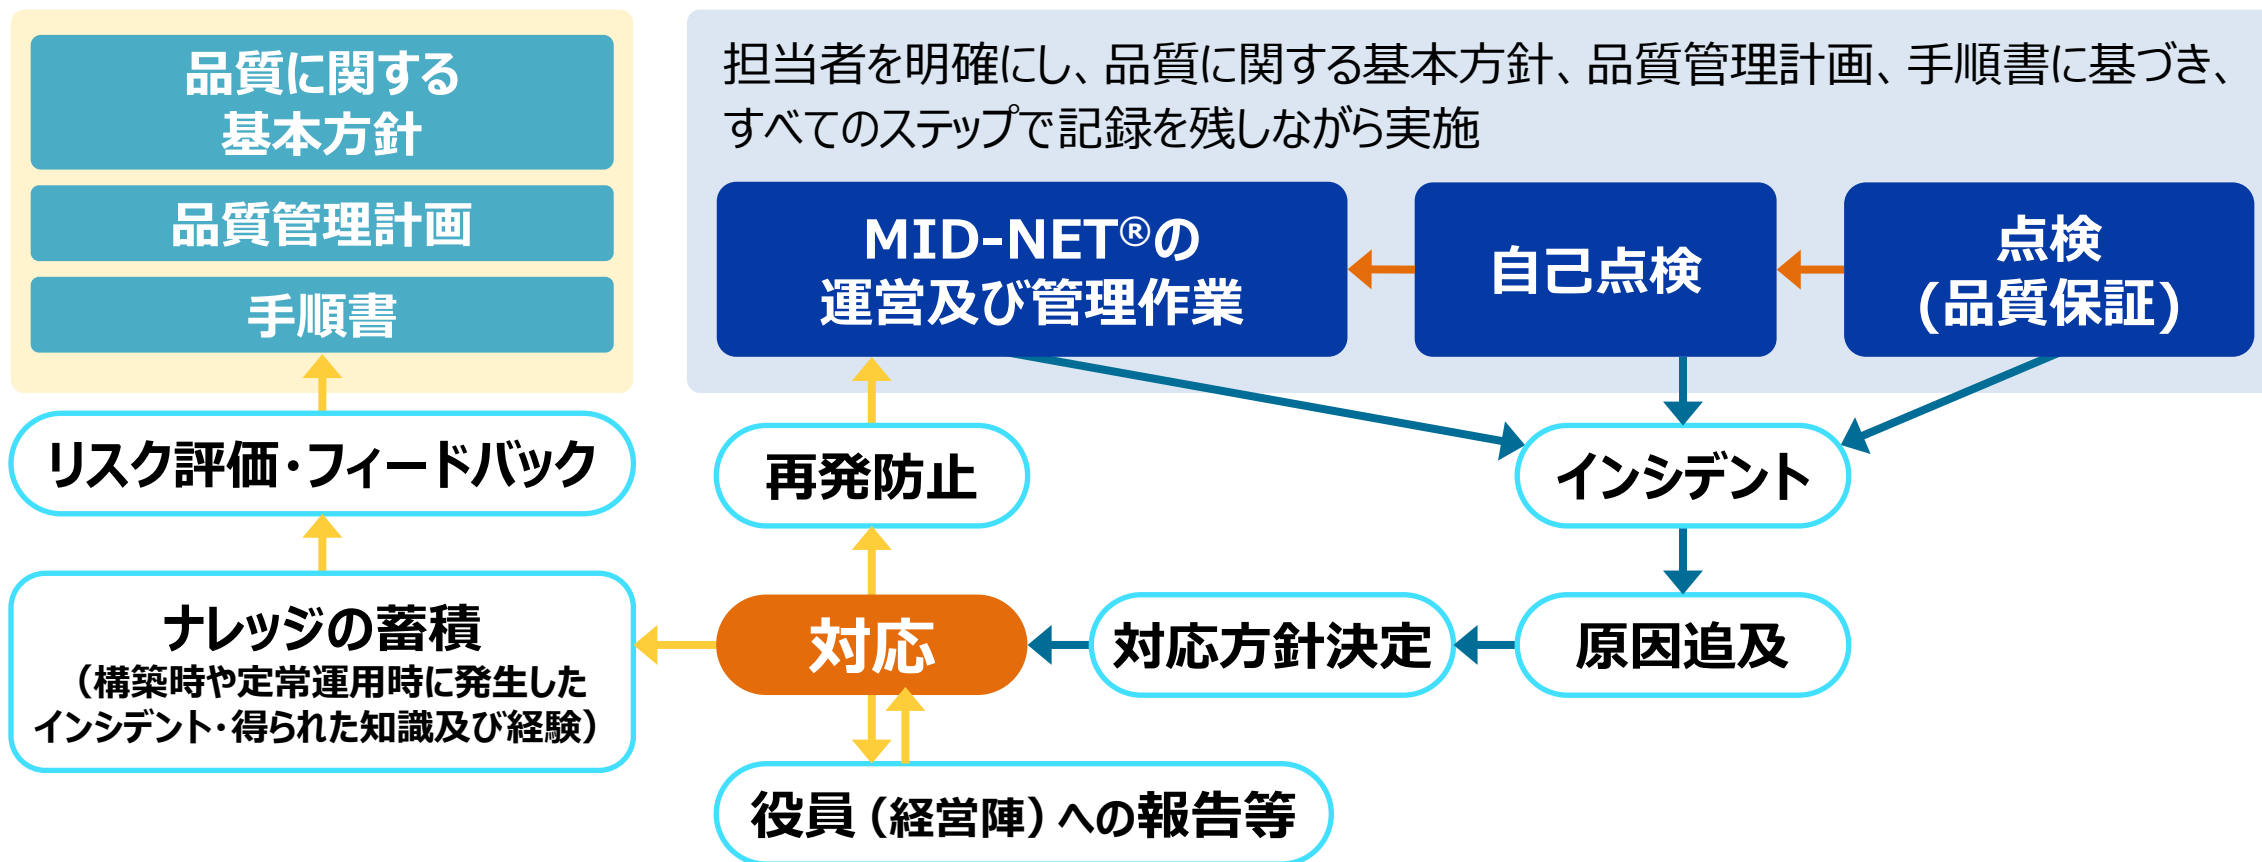 品質に関する
基本方針
品質管理計画
手順書
担当者を明確にし、品質に関する基本方針、品質管理計画、手順書に基づき、
すべてのステップで記録を残しながら実施
MID-NET®の
運営及び管理作業
自己点検
点検
(品質保証)
リスク評価・フィードバック
再発防止
インシデント
ナレッジの蓄積
（構築時や定常運用時に発生した
インシデント・得られた知識及び経験）
対応
対応方針決定
原因追及
役員（経営陣）への報告等